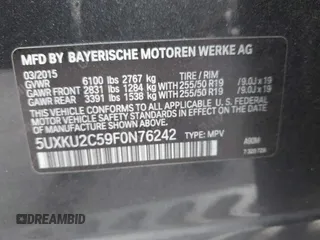 MFD BY BAYERISCHE MOTOREN WERKE AG
03/2015
GVWR 6100 lbs 2767 kg TIRE / RIM
GAWR FRONT 2831 lbs 1284 kg W/ 255/50 R19 /9.0J x 19
GAWR REAR 3391 lbs 1538 kg W/ 255/50 R19 /9.0J x 19
THIS VEHICLE CONFORMS TO ALL APPLICABLE
U.S. FEDERAL MOTOR VEHICLE SAFETY AND
THEFT PREVENTION STANDARDS IN EFFECT ON
THE DATE OF MANUFACTURE SHOWN ABOVE
5UXKU2C59F0N76242 TYPE: MPV